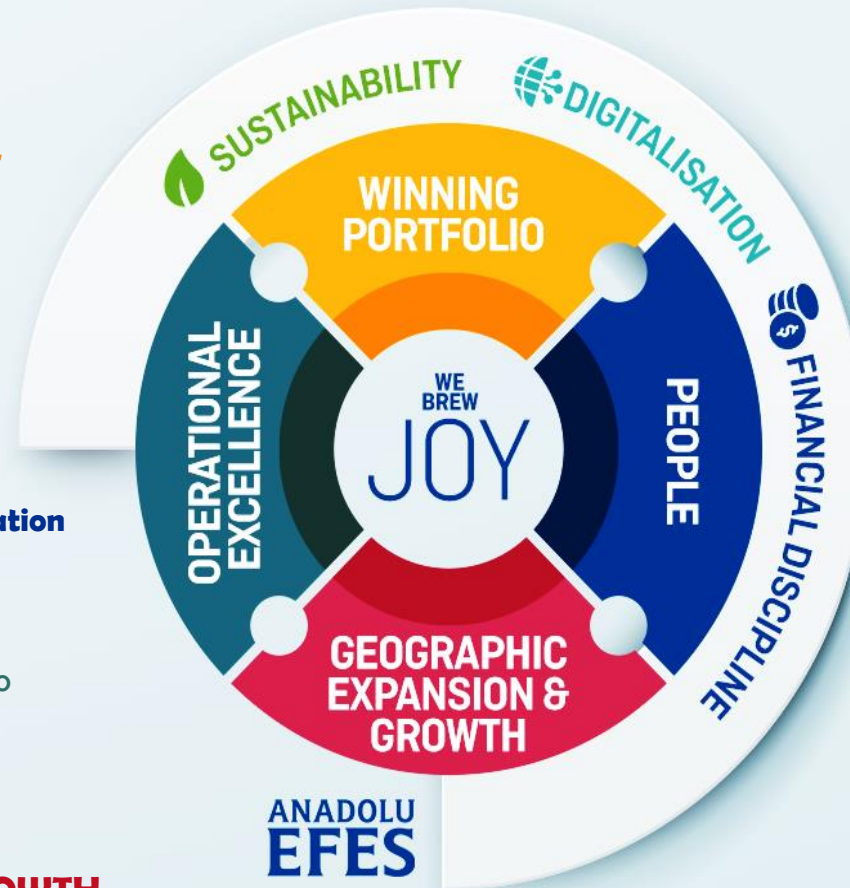 SUSTAINABILITY
DIGITALISATION
FINANCIAL DISCIPLINE
WINNING
PORTFOLIO
OPERATIONAL
EXCELLENCE
WE
BREW
JOY
PEOPLE
GEOGRAPHIC
EXPANSION &
GROWTH
ANADOLU
EFES